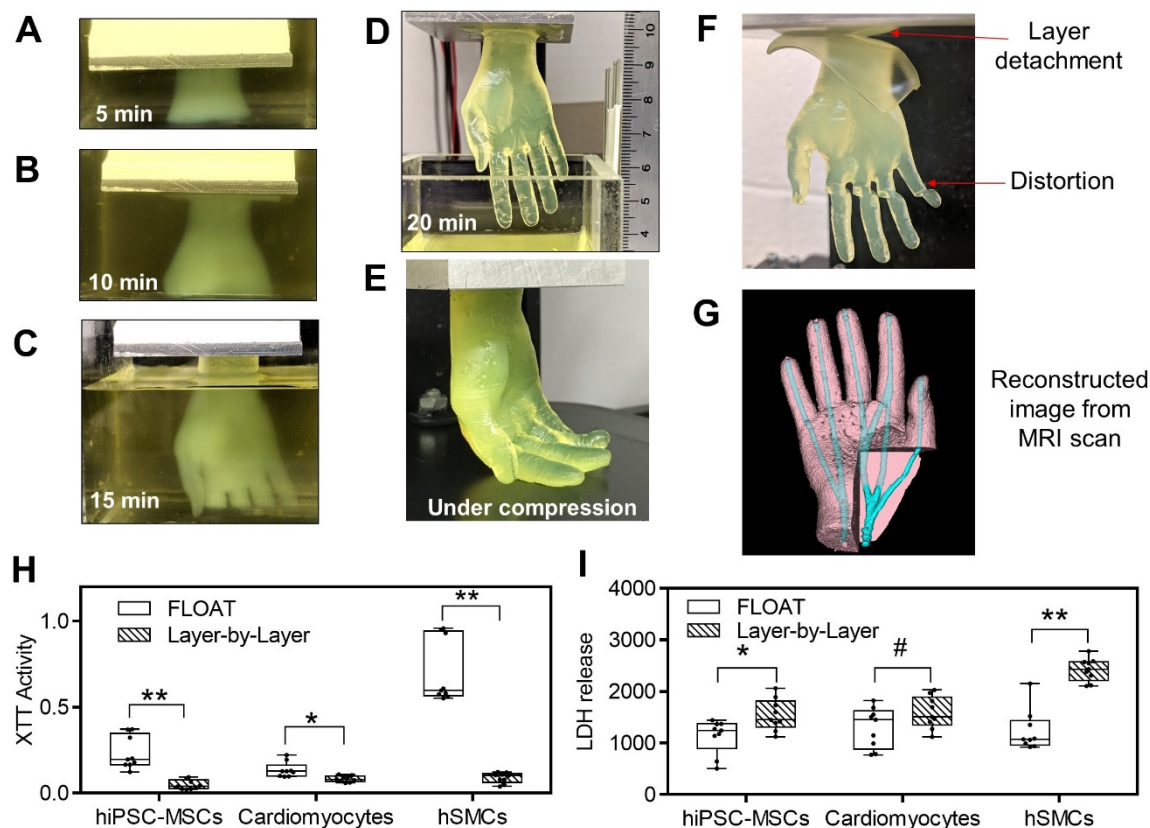 A
5 min
B
10 min
C
15 min
D
20 min
10
9
8
7
6
5
4
E
Under compression
F
Layer
detachment
Distortion
G
Reconstructed
image from
MRI scan
H
FLOAT
Layer-by-Layer
XTT Activity
1.0
0.5
0.0
**
*
**
hiPSC-MSCs
Cardiomyocytes
hSMCs
I
FLOAT
Layer-by-Layer
LDH release
4000
3000
2000
1000
0
*
#
**
hiPSC-MSCs
Cardiomyocytes
hSMCs